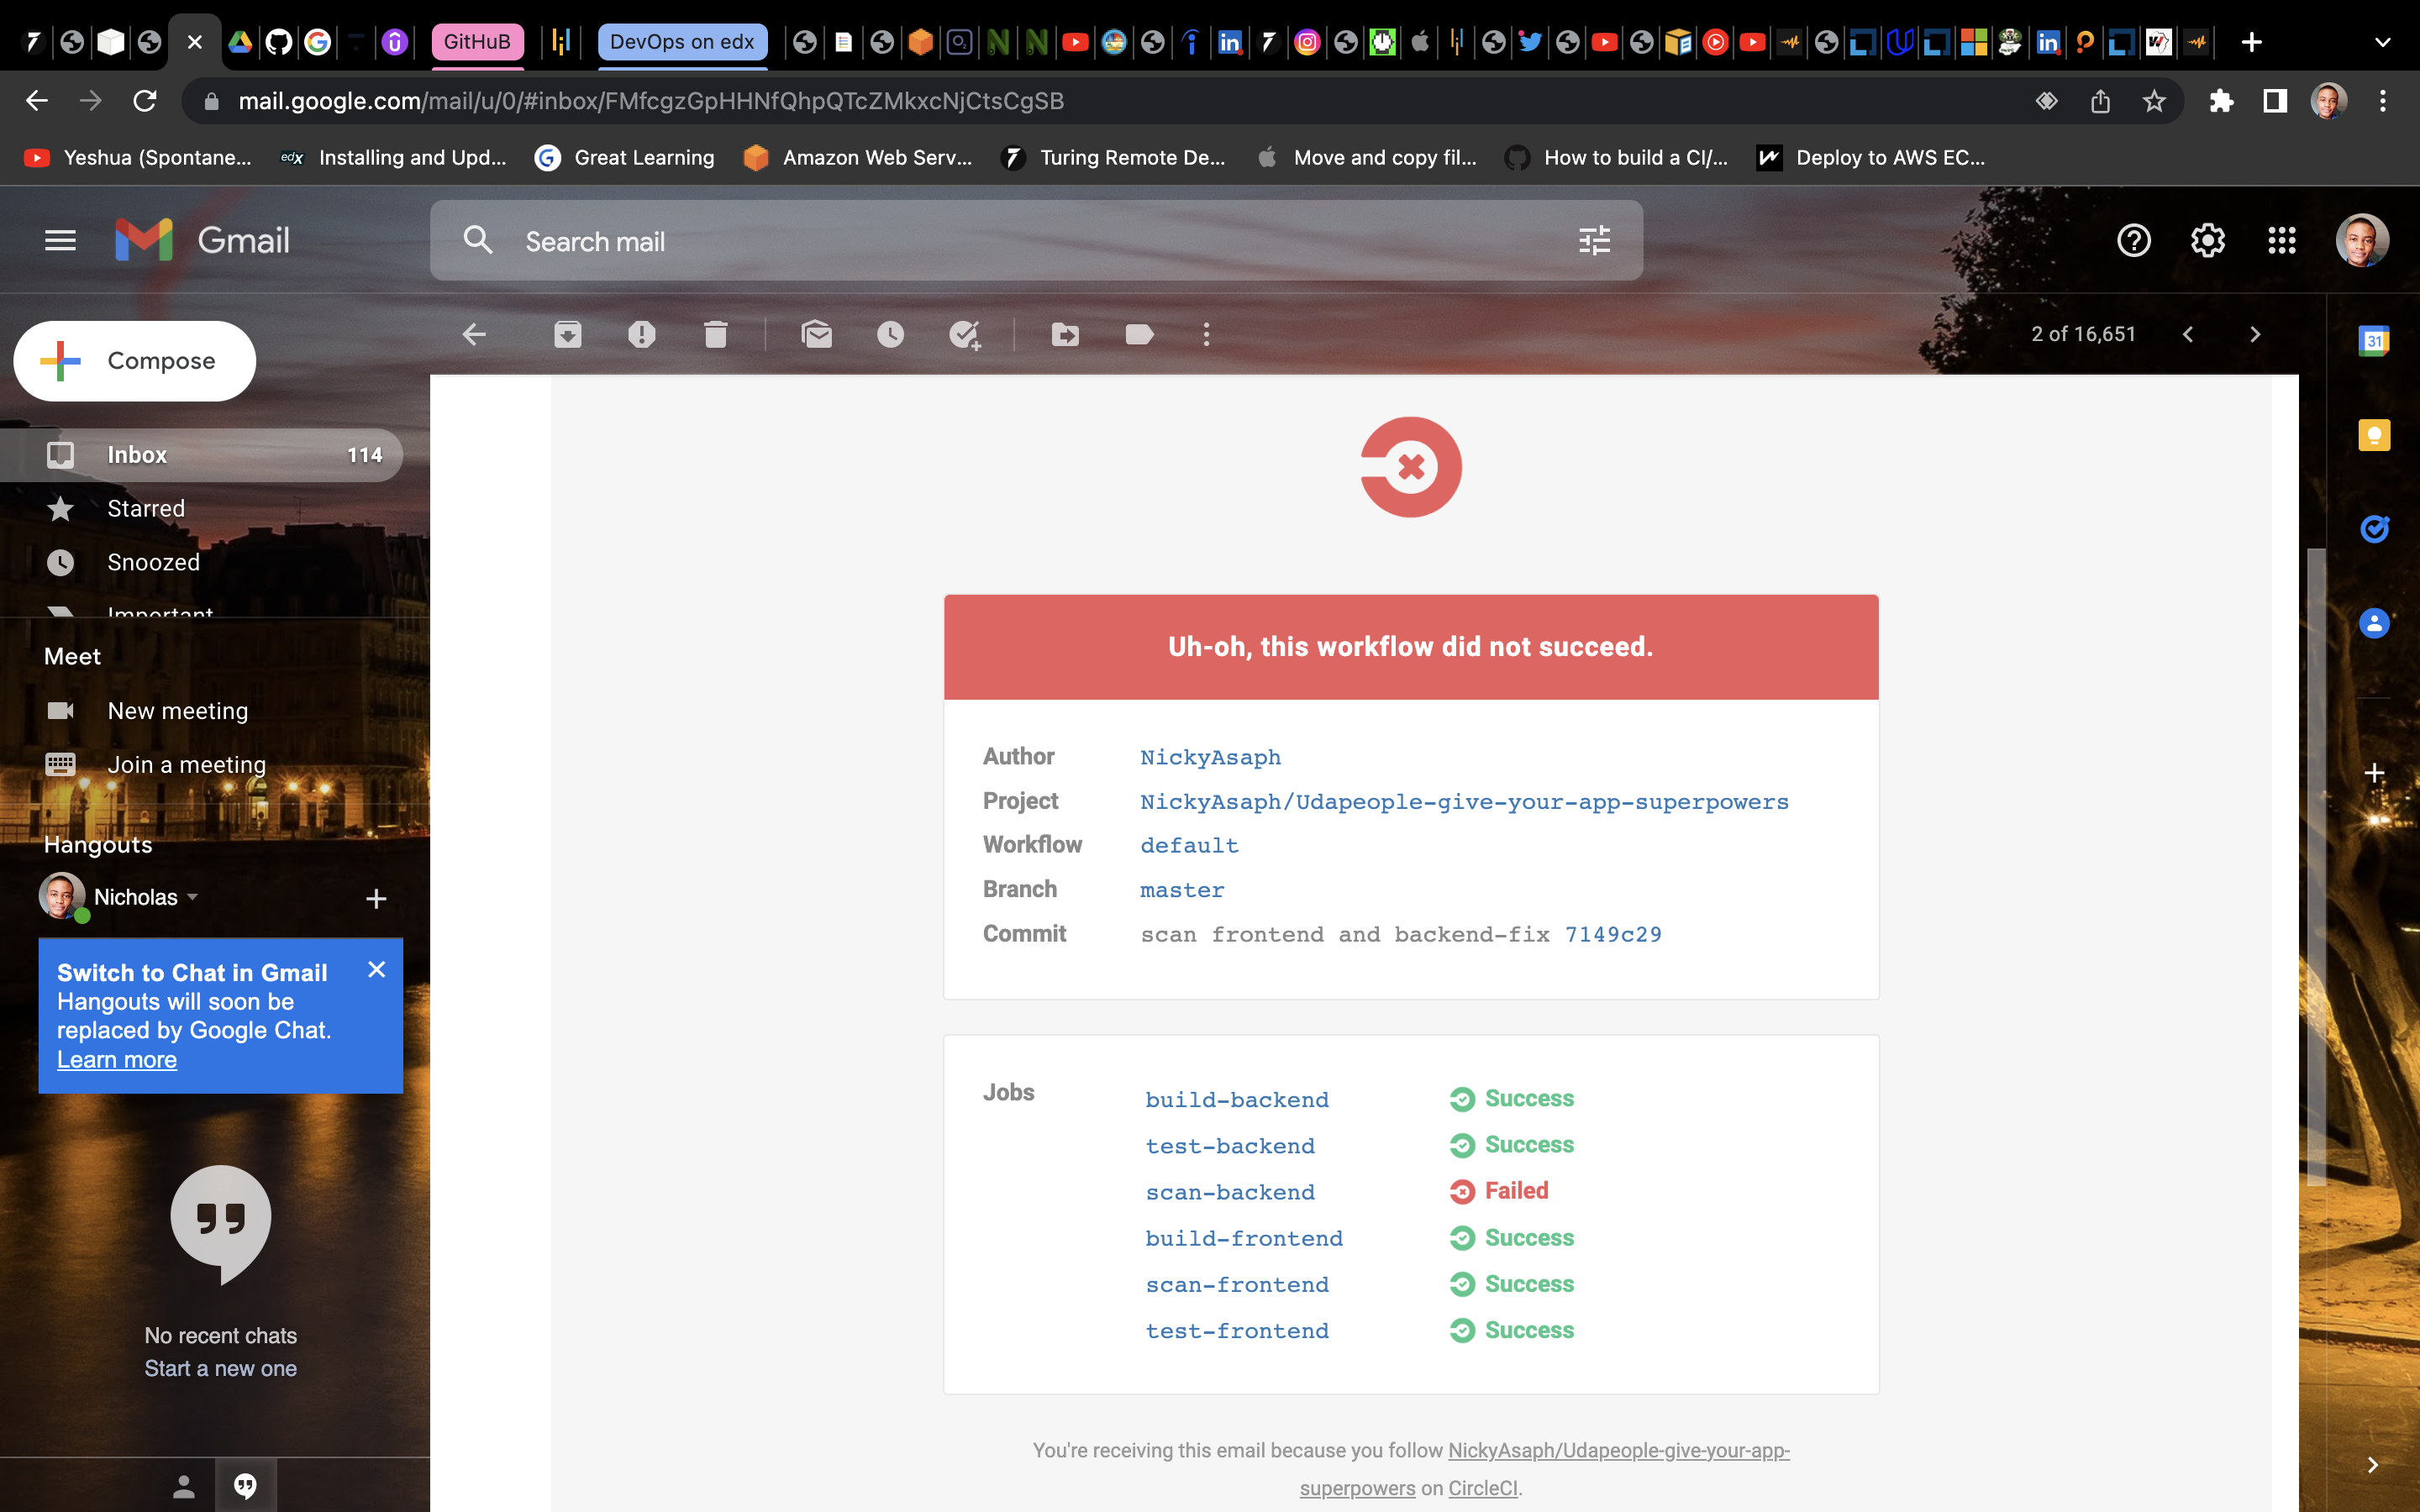 GitHuB
DevOps on edx
mail.google.com/mail/u/0/#inbox/FMfcgzGpHHNfQhpQTcZMkxcNjCtsCgSB
Yeshua (Spontane...
edX
Installing and Upd...
Great Learning
Amazon Web Serv...
Turing Remote De...
Move and copy fil...
How to build a CI/...
Deploy to AWS EC...
Gmail
Search mail
Compose
2 of 16,651
31
Inbox 114
Starred
Snoozed
Important
Meet
New meeting
Join a meeting
Hangouts
Nicholas
Switch to Chat in Gmail
Hangouts will soon be
replaced by Google Chat.
Learn more
No recent chats
Start a new one
Uh-oh, this workflow did not succeed.
Author NickyAsaph
Project NickyAsaph/Udapeople-give-your-app-superpowers
Workflow default
Branch master
Commit scan frontend and backend-fix 7149c29
Jobs build-backend Success
test-backend Success
scan-backend Failed
build-frontend Success
scan-frontend Success
test-frontend Success
You're receiving this email because you follow NickyAsaph/Udapeople-give-your-app-
superpowers on CircleCI.